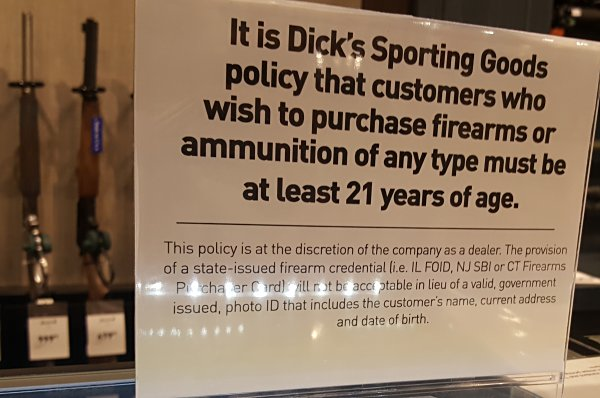 It is Dick's Sporting Goods
policy that customers who
wish to purchase firearms or
ammunition of any type must be
at least 21 years of age.
This policy is at the discretion of the company as a dealer. The provision
of a state-issued firearm credential (i.e. IL FOID, NJ SBI or CT Firearms
Purchaser Card) will not be acceptable in lieu of a valid, government
issued, photo ID that includes the customer's name, current address
and date of birth.